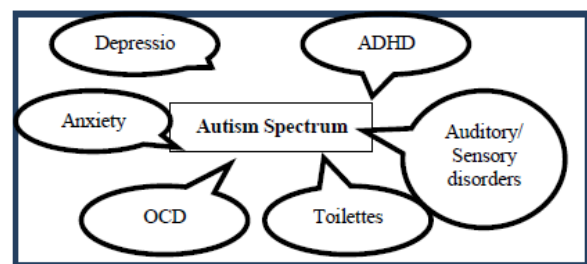 Depressio
ADHD
Anxiety
Autism Spectrum
Auditory/
Sensory
disorders
OCD
Toilettes